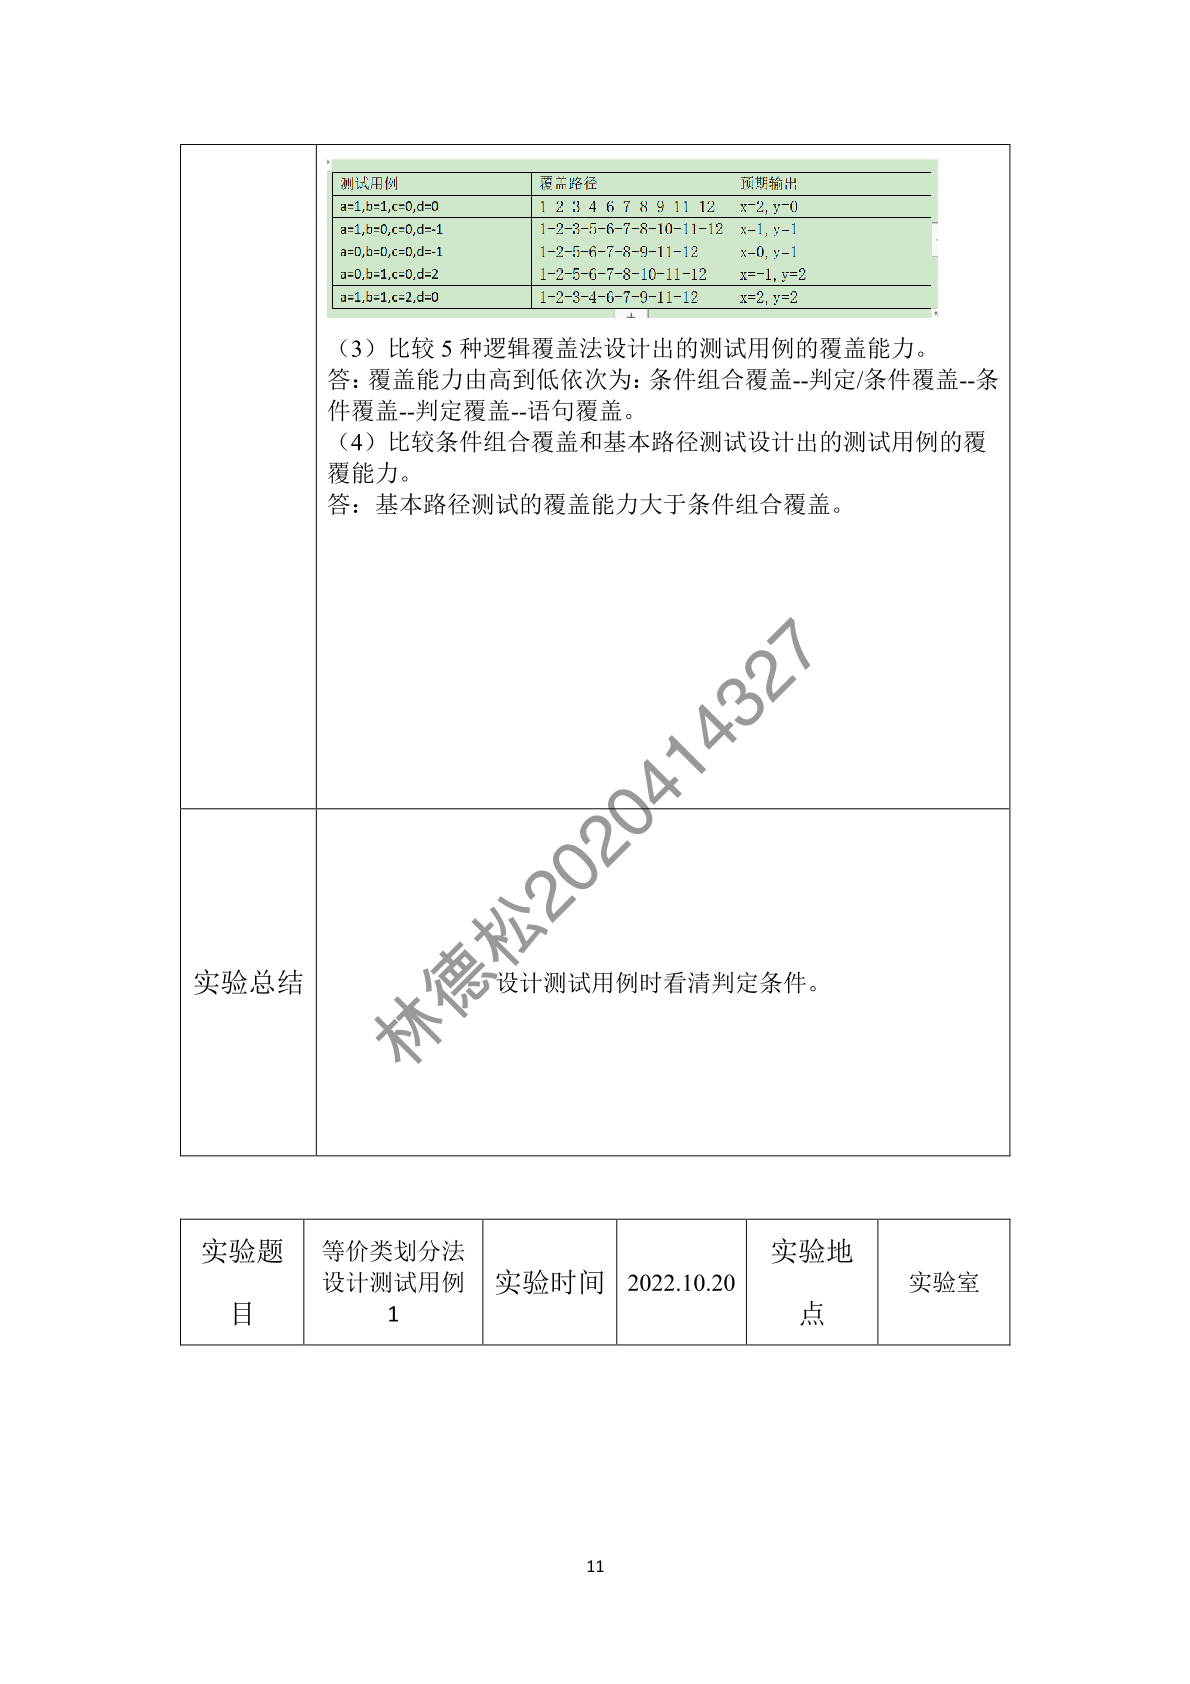 测试用例 覆盖路径 预期输出
a=1,b=1,c=0,d=0 1-2-3-4-6-7-8-9-11-12 x=2,y=0
a=1,b=0,c=0,d=-1 1-2-3-5-6-7-8-10-11-12 x=1,y=1
a=0,b=0,c=0,d=-1 1-2-5-6-7-8-9-11-12 x=0,y=1
a=0,b=1,c=0,d=2 1-2-5-6-7-8-10-11-12 x=-1,y=2
a=1,b=1,c=2,d=0 1-2-3-4-6-7-9-11-12 x=2,y=2
（3）比较 5 种逻辑覆盖法设计出的测试用例的覆盖能力。
答：覆盖能力由高到低依次为：条件组合覆盖--判定/条件覆盖--条
件覆盖--判定覆盖--语句覆盖。
（4）比较条件组合覆盖和基本路径测试设计出的测试用例的覆
覆能力。
答：基本路径测试的覆盖能力大于条件组合覆盖。
林德松2020414327
实验总结
设计测试用例时看清判定条件。
实验题
目
等价类划分法
设计测试用例
1
实验时间
2022.10.20
实验地
点
实验室
11